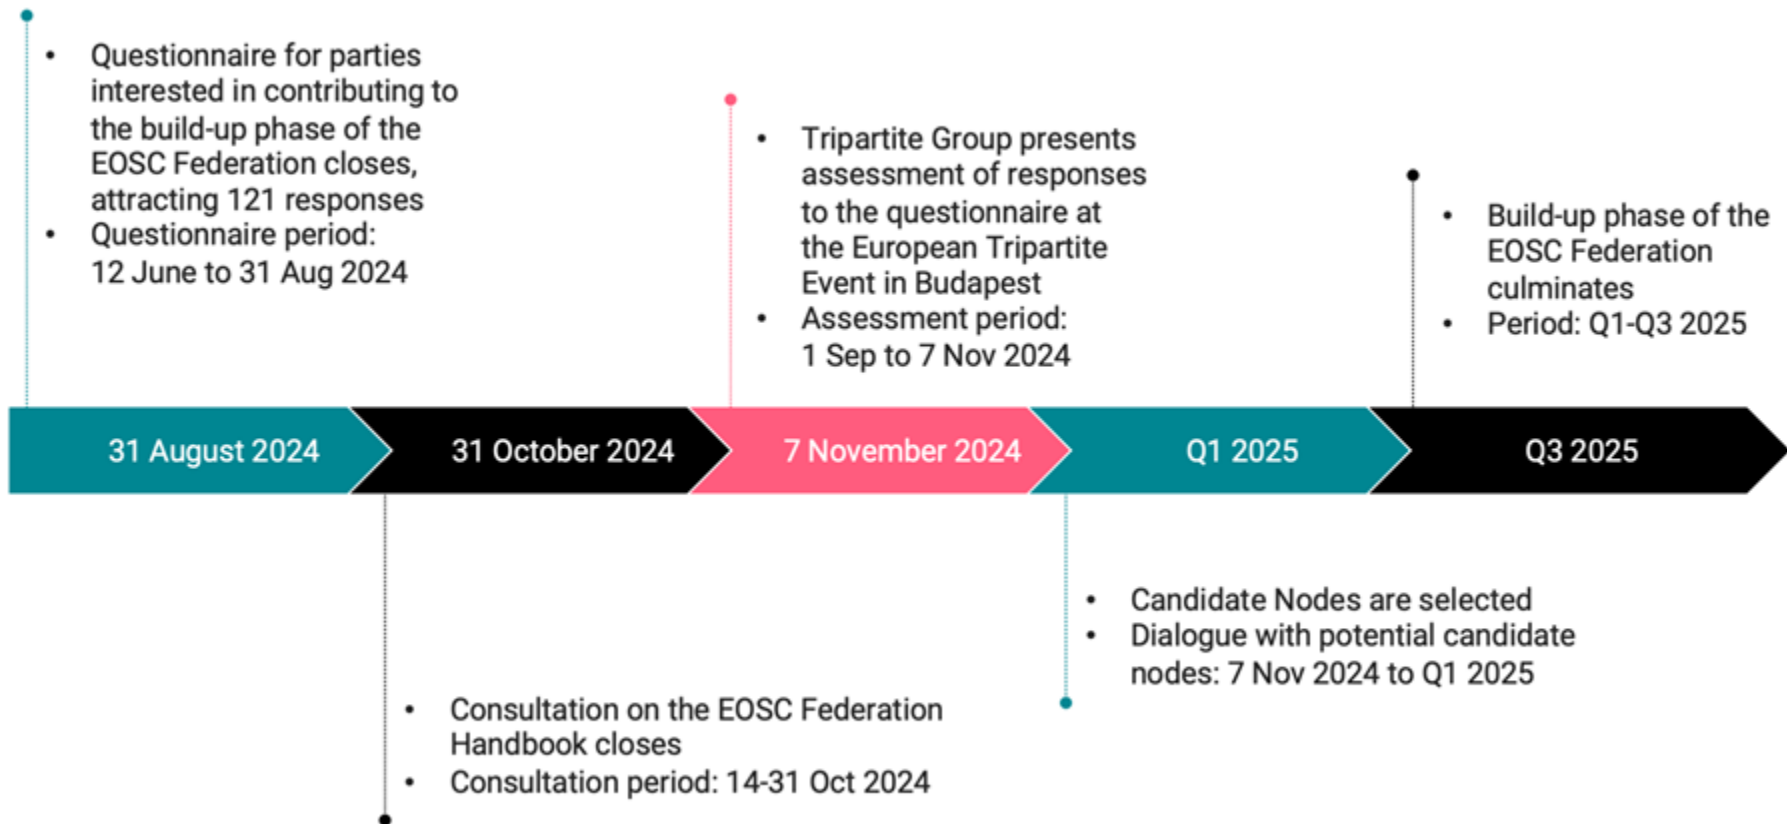 • Questionnaire for parties
interested in contributing to
the build-up phase of the
EOSC Federation closes,
attracting 121 responses
• Questionnaire period:
12 June to 31 Aug 2024
• Tripartite Group presents
assessment of responses
to the questionnaire at
the European Tripartite
Event in Budapest
• Assessment period:
1 Sep to 7 Nov 2024
• Build-up phase of the
EOSC Federation
culminates
• Period: Q1-Q3 2025
31 August 2024
31 October 2024
7 November 2024
Q1 2025
Q3 2025
• Consultation on the EOSC Federation
Handbook closes
• Consultation period: 14-31 Oct 2024
• Candidate Nodes are selected
• Dialogue with potential candidate
nodes: 7 Nov 2024 to Q1 2025